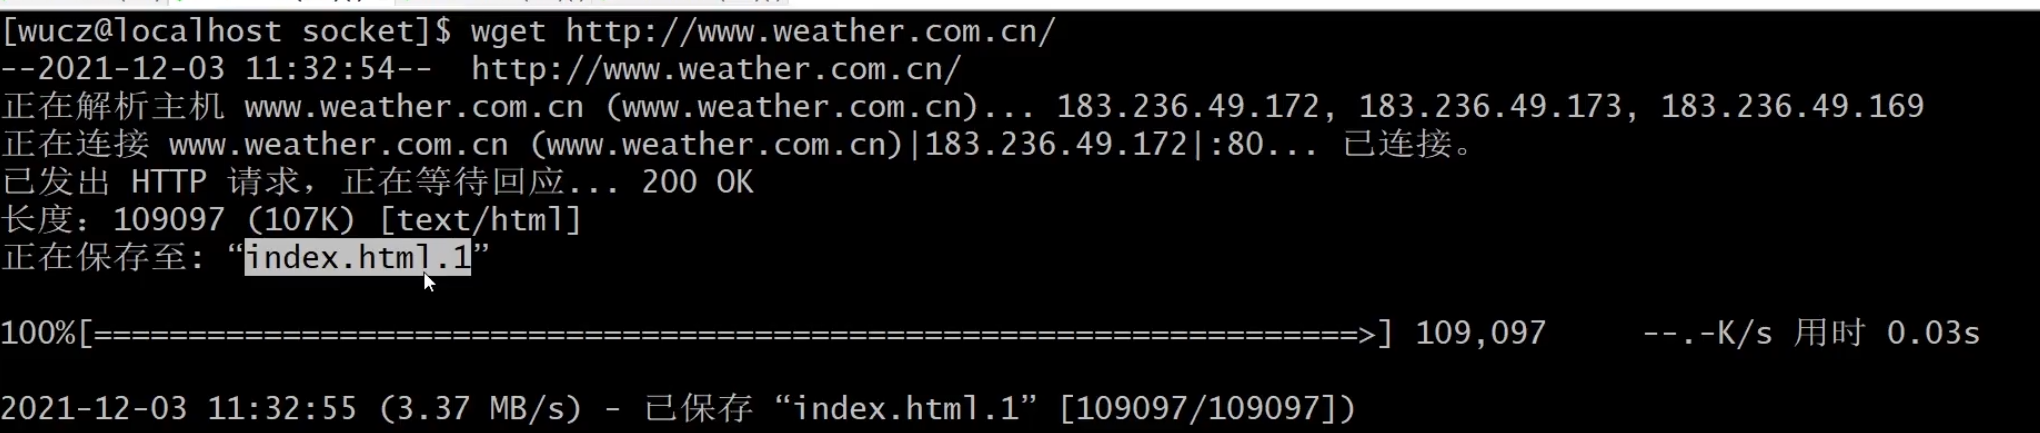 [wucz@localhost socket]$ wget http://www.weather.com.cn/
--2021-12-03 11:32:54--  http://www.weather.com.cn/
正在解析主机 www.weather.com.cn (www.weather.com.cn)... 183.236.49.172, 183.236.49.173, 183.236.49.169
正在连接 www.weather.com.cn (www.weather.com.cn)|183.236.49.172|:80... 已连接。
已发出 HTTP 请求，正在等待回应... 200 OK
长度：109097 (107K) [text/html]
正在保存至: “index.html.1”
100%[===================================================================>] 109,097     --.-K/s 用时 0.03s
2021-12-03 11:32:55 (3.37 MB/s) - 已保存 “index.html.1” [109097/109097])